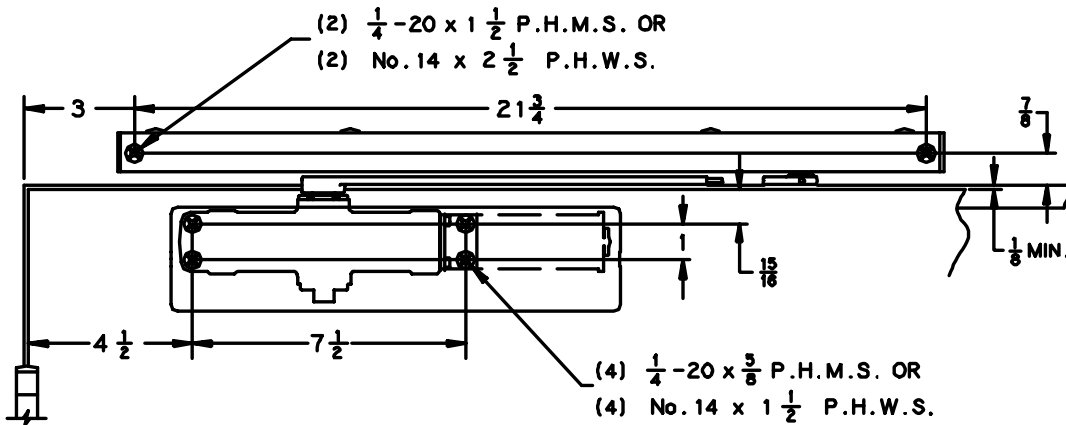 (2) 1/4 -20 x 1 1/2 P.H.M.S. OR
(2) No.14 x 2 1/2 P.H.W.S.
3
21 3/4
7/8
1
15/16
1/8 MIN.
4 1/2
7 1/2
(4) 1/4 -20 x 5/8 P.H.M.S. OR
(4) No.14 x 1 1/2 P.H.W.S.